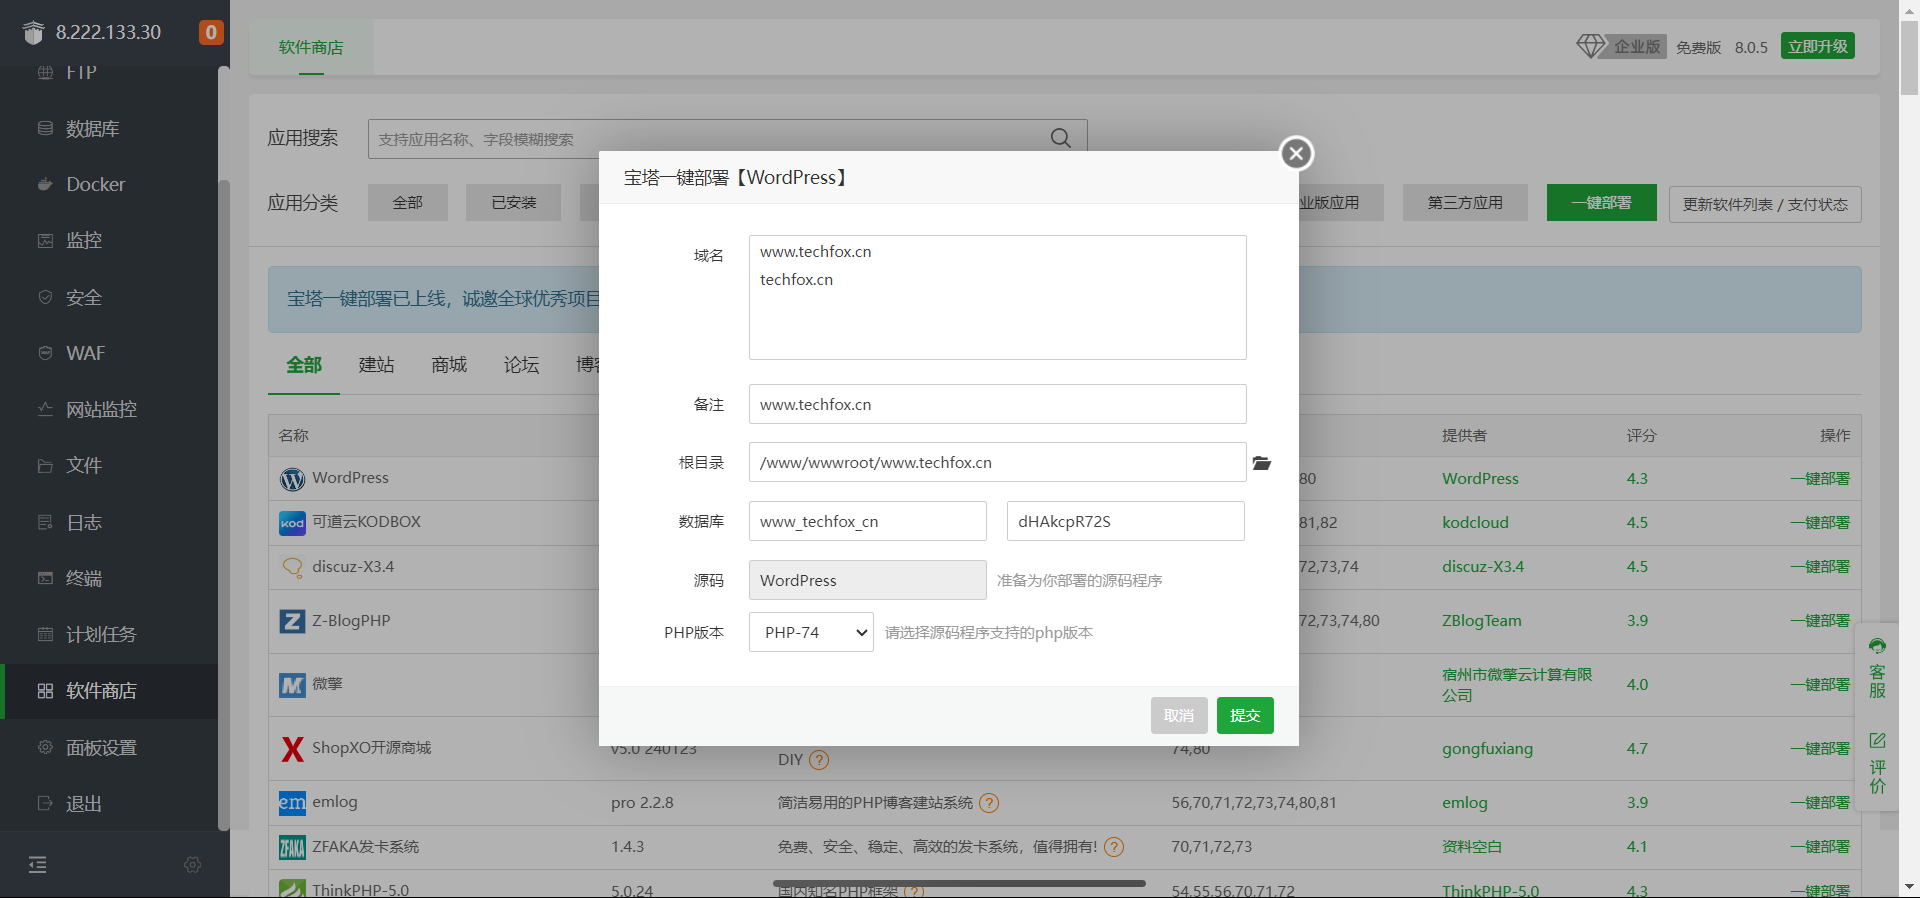 8.222.133.30
0
FTP
数据库
Docker
监控
安全
WAF
网站监控
文件
日志
终端
计划任务
软件商店
面板设置
退出
软件商店
企业版
免费版 8.0.5 立即升级
应用搜索 支持应用名称、字段模糊搜索
应用分类 全部 已安装 业版应用 第三方应用 一键部署 更新软件列表 / 支付状态
宝塔一键部署已上线，诚邀全球优秀项目
全部 建站 商城 论坛
名称 提供者 评分 操作
WordPress 80 WordPress 4.3 一键部署
kod 可道云KODBOX 81,82 kodcloud 4.5 一键部署
discuz-X3.4 72,73,74 discuz-X3.4 4.5 一键部署
Z-BlogPHP 72,73,74,80 ZBlogTeam 3.9 一键部署
微擎 宿州市微擎云计算有限公司 4.0 一键部署
ShopXO开源商城 v5.0 240123 DIY 74,80 gongfuxiang 4.7 一键部署
em emlog pro 2.2.8 简洁易用的PHP博客建站系统 56,70,71,72,73,74,80,81 emlog 3.9 一键部署
ZFAKA ZFAKA发卡系统 1.4.3 免费、安全、稳定、高效的发卡系统，值得拥有! 70,71,72,73 资料空白 4.1 一键部署
ThinkPHP-5.0 5.0.24 国内知名PHP框架 54,55,56,70,71,72 ThinkPHP-5.0 4.3 一键部署
宝塔一键部署【WordPress】
域名 www.techfox.cn
techfox.cn
备注 www.techfox.cn
根目录 /www/wwwroot/www.techfox.cn
数据库 www_techfox_cn dHAkcpR72S
源码 WordPress 准备为你部署的源码程序
PHP版本 PHP-74 请选择源码程序支持的php版本
取消 提交
客服
评价